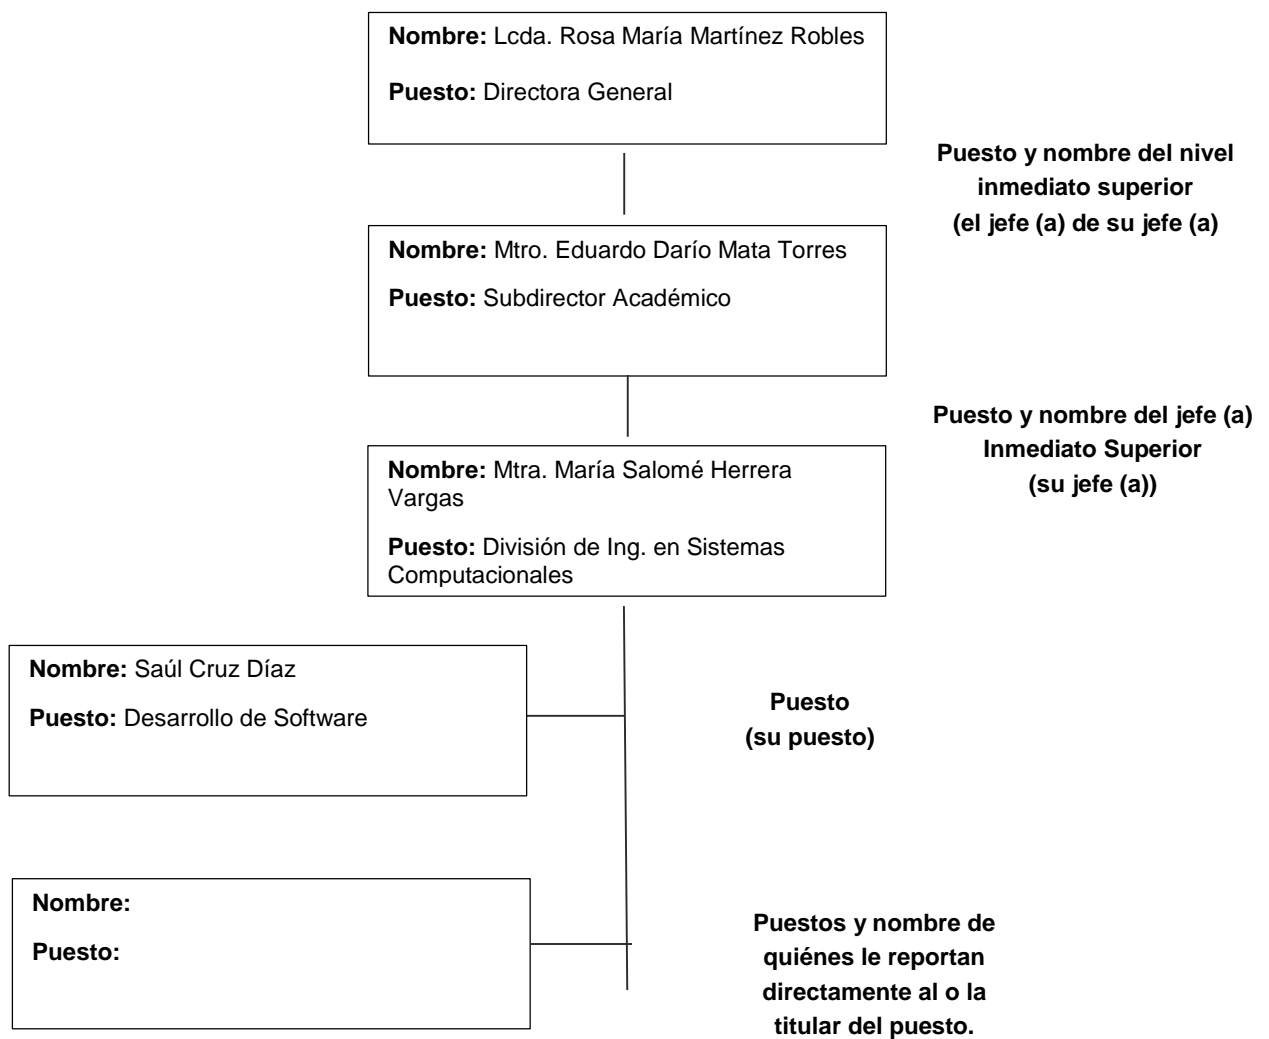 Nombre: Lcda. Rosa María Martínez Robles
Puesto: Directora General
Puesto y nombre del nivel
inmediato superior
(el jefe (a) de su jefe (a)
Nombre: Mtro. Eduardo Darío Mata Torres
Puesto: Subdirector Académico
Puesto y nombre del jefe (a)
Inmediato Superior
(su jefe (a))
Nombre: Mtra. María Salomé Herrera
Vargas
Puesto: División de Ing. en Sistemas
Computacionales
Nombre: Saúl Cruz Díaz
Puesto: Desarrollo de Software
Puesto
(su puesto)
Nombre:
Puesto:
Puestos y nombre de
quiénes le reportan
directamente al o la
titular del puesto.